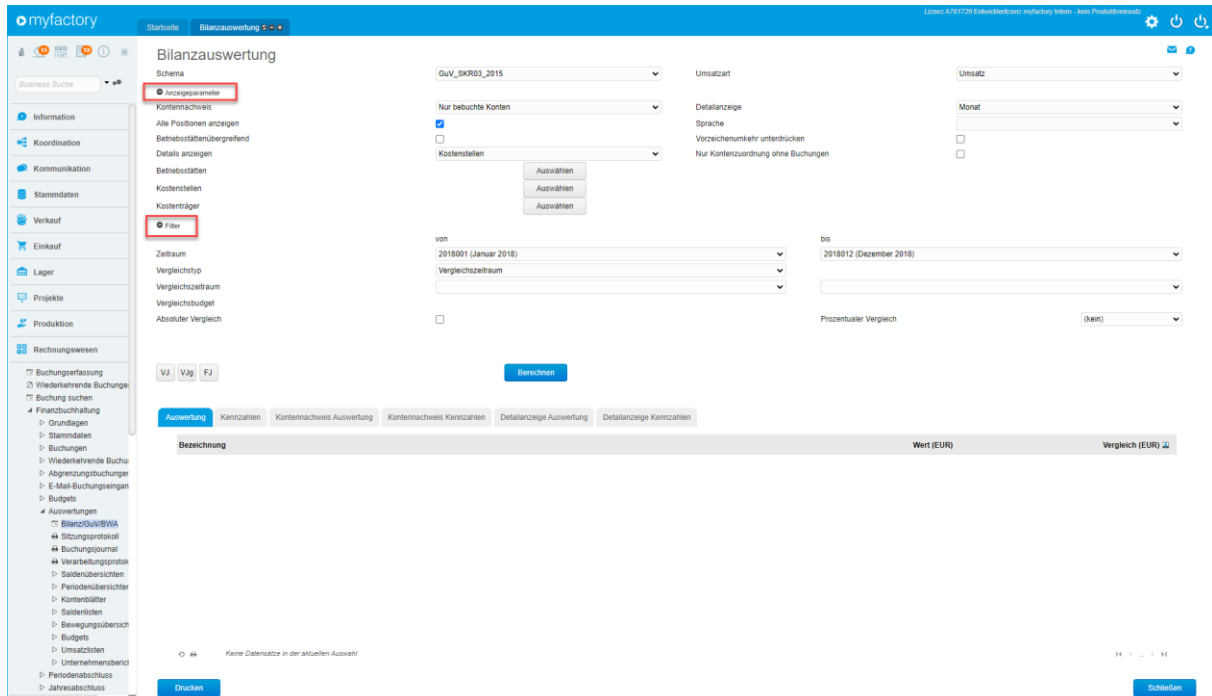 Lizenz A761729 Entwicklerlizenz myfactory Intern - kein Produktiveinsatz
myfactory
Startseite
Bilanzauswertung
Business Suche
Information
Koordination
Kommunikation
Stammdaten
Verkauf
Einkauf
Lager
Projekte
Produktion
Rechnungswesen
Buchungserfassung
Wiederkehrende Buchunge
Buchung suchen
Finanzbuchhaltung
Grundlagen
Stammdaten
Buchungen
Wiederkehrende Buchu
Abgrenzungsbuchunger
E-Mail-Buchungseingan
Budgets
Auswertungen
Bilanz/GuV/BWA
Sitzungsprotokoll
Buchungsjournal
Verarbeitungsprotok
Saldenübersichten
Periodenübersichter
Kontenblätter
Saldenlisten
Bewegungsübersich
Budgets
Umsatzlisten
Unternehmensberich
Periodenabschluss
Jahresabschluss
Bilanzauswertung
Schema GuV_SKR03_2015 Umsatzart Umsatz
Anzeigeparameter
Kontennachweis Nur bebuchte Konten Detailanzeige Monat
Alle Positionen anzeigen Sprache
Betriebsstättenübergreifend Vorzeichenumkehr unterdrücken
Details anzeigen Kostenstellen Nur Kontenzuordnung ohne Buchungen
Betriebsstätten Auswählen
Kostenstellen Auswählen
Kostenträger Auswählen
Filter
von bis
Zeitraum 2018001 (Januar 2018) 2018012 (Dezember 2018)
Vergleichstyp Vergleichszeitraum
Vergleichszeitraum
Vergleichsbudget
Absoluter Vergleich Prozentualer Vergleich (kein)
VJ VJg FJ Berechnen
Auswertung Kennzahlen Kontennachweis Auswertung Kontennachweis Kennzahlen Detailanzeige Auswertung Detailanzeige Kennzahlen
Bezeichnung Wert (EUR) Vergleich (EUR)
Keine Datensätze in der aktuellen Auswahl
...
Drucken Schließen